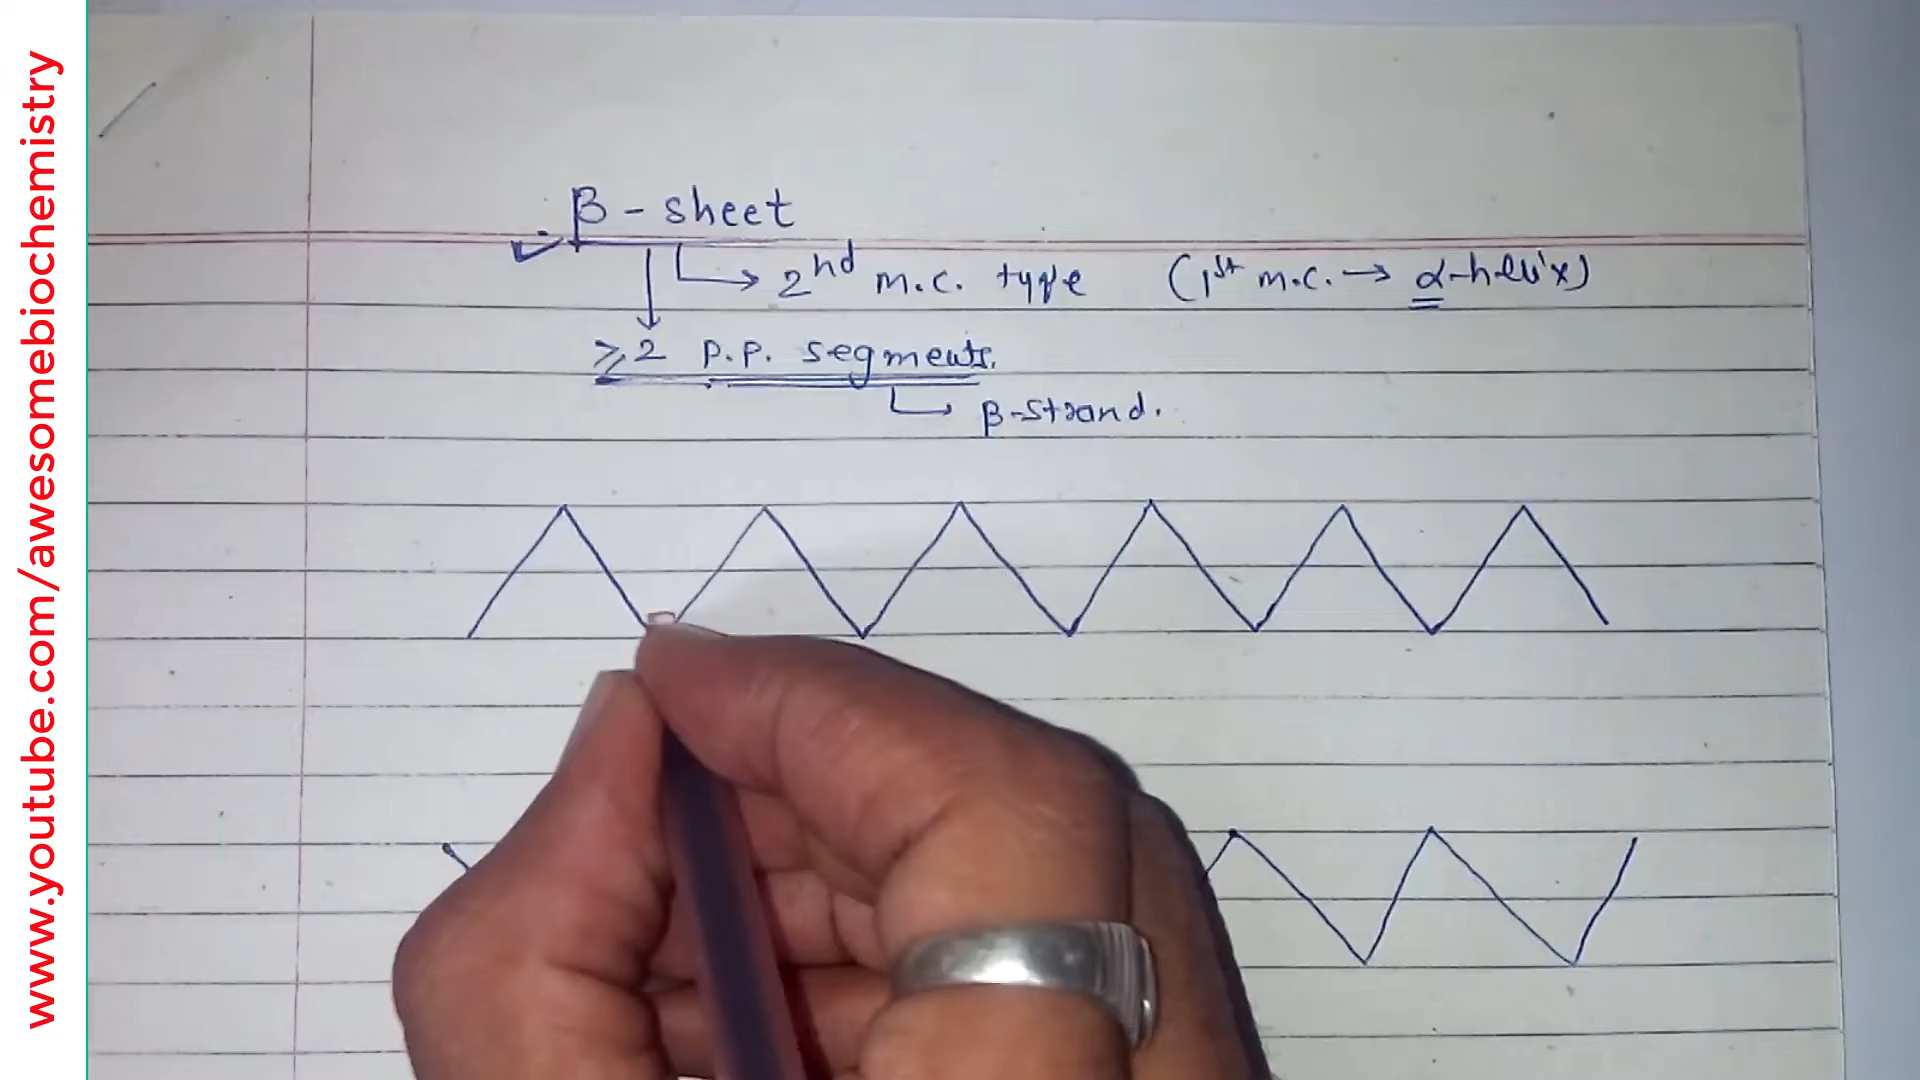 www.youtube.com/awesomebiochemistry
β - sheet
→ 2nd m.c. type (1st m.c. → α-helix)
≥2 p.p. segments.
β-strand.